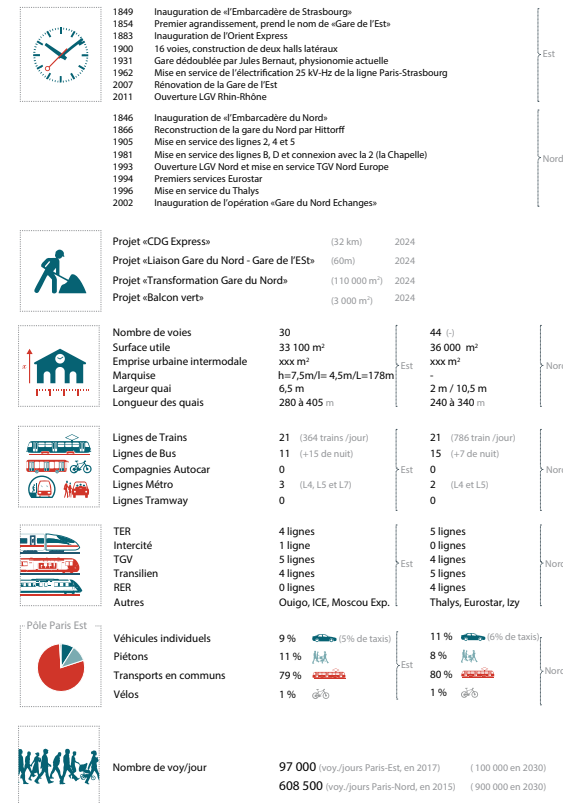 1849 Inauguration de «l'Embarcadère de Strasbourg»
1854 Premier agrandissement, prend le nom de «Gare de l'Est»
1883 Inauguration de l'Orient Express
1900 16 voies, construction de deux halls latéraux
1931 Gare dédoublée par Jules Bernaut, physionomie actuelle
1962 Mise en service de l'électrification 25 kV-Hz de la ligne Paris-Strasbourg
2007 Rénovation de la Gare de l'Est
2011 Ouverture LGV Rhin-Rhône
Est
1846 Inauguration de «l'Embarcadère du Nord»
1866 Reconstruction de la gare du Nord par Hittorff
1905 Mise en service des lignes 2, 4 et 5
1981 Mise en service des lignes B, D et connexion avec la 2 (la Chapelle)
1993 Ouverture LGV Nord et mise en service TGV Nord Europe
1994 Premiers services Eurostar
1996 Mise en service du Thalys
2002 Inauguration de l'opération «Gare du Nord Echanges»
Nord
Projet «CDG Express» (32 km) 2024
Projet «Liaison Gare du Nord - Gare de l'ESt» (60m) 2024
Projet «Transformation Gare du Nord» (110 000 m²) 2024
Projet «Balcon vert» (3 000 m²) 2024
Nombre de voies 30 44 (-)
Surface utile 33 100 m² 36 000 m²
Emprise urbaine intermodale xxx m² Est xxx m² Nord
Marquise h=7,5m/l= 4,5m/L=178m -
Largeur quai 6,5 m 2 m / 10,5 m
Longueur des quais 280 à 405 m 240 à 340 m
Lignes de Trains 21 (364 trains /jour) 21 (786 train /jour)
Lignes de Bus 11 (+15 de nuit) 15 (+7 de nuit)
Compagnies Autocar 0 Est 0 Nord
Lignes Métro 3 (L4, L5 et L7) 2 (L4 et L5)
Lignes Tramway 0 0
TER 4 lignes 5 lignes
Intercité 1 ligne 0 lignes
TGV 5 lignes Est 4 lignes Nord
Transilien 4 lignes 5 lignes
RER 0 lignes 4 lignes
Autres Ouigo, ICE, Moscou Exp. Thalys, Eurostar, Izy
Pôle Paris Est
Véhicules individuels 9 % (5% de taxis) 11 % (6% de taxis)
Piétons 11 % Est 8 % Nord
Transports en communs 79 % 80 %
Vélos 1 % 1 %
Nombre de voy/jour 97 000 (voy./jours Paris-Est, en 2017) ( 100 000 en 2030)
608 500 (voy./jours Paris-Nord, en 2015) ( 900 000 en 2030)